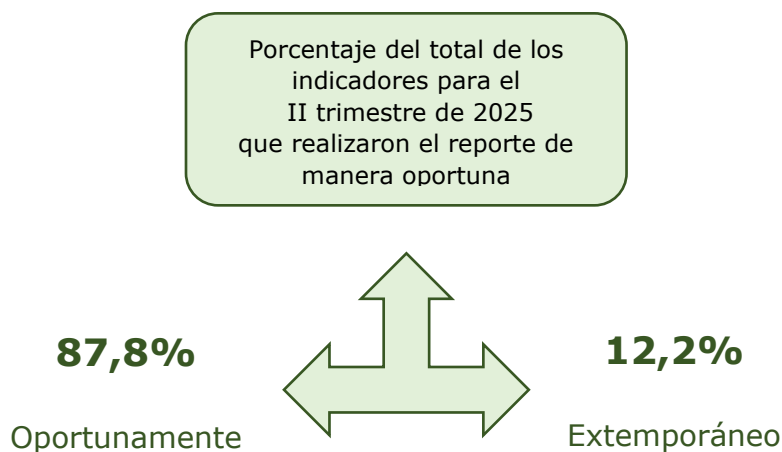 Porcentaje del total de los
indicadores para el
II trimestre de 2025
que realizaron el reporte de
manera oportuna
87,8%
12,2%
Oportunamente
Extemporáneo